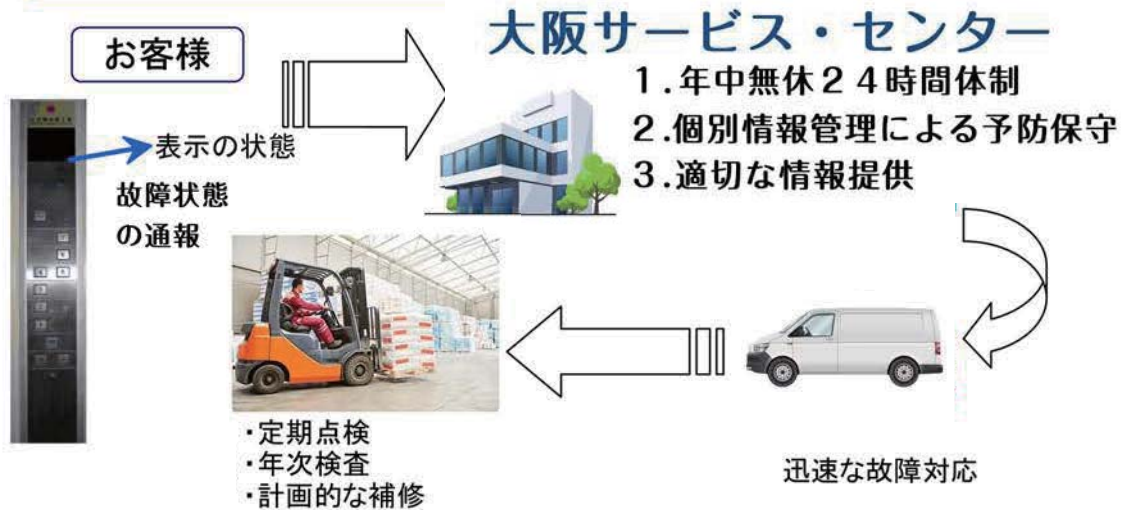 お客様
大阪サービス・センター
1.年中無休24時間体制
2.個別情報管理による予防保守
3.適切な情報提供
表示の状態
故障状態
の通報
・定期点検
・年次検査
・計画的な補修
迅速な故障対応